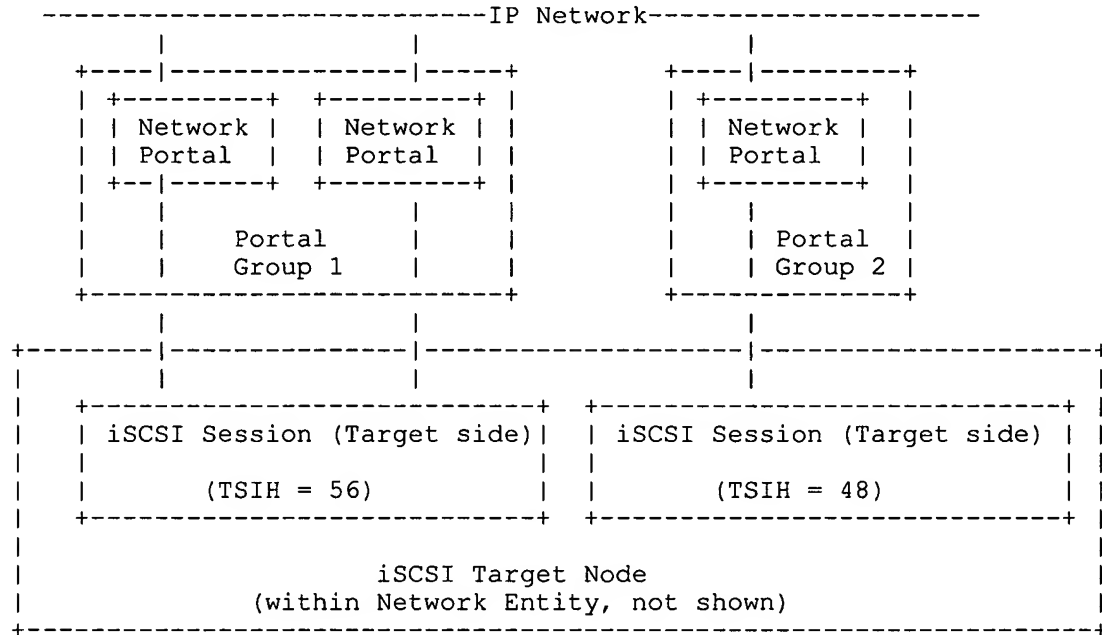 IP Network
Network Network Network
Portal Portal Portal
Portal Portal
Group 1 Group 2
iSCSI Session (Target side) iSCSI Session (Target side)
(TSIH = 56) (TSIH = 48)
iSCSI Target Node
(within Network Entity, not shown)